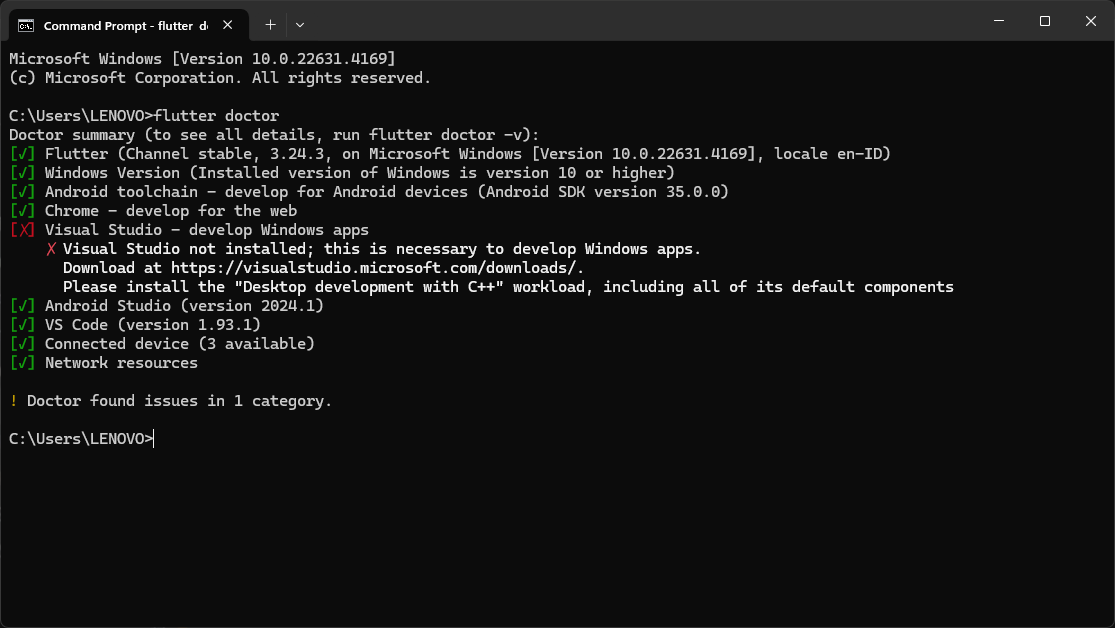 Command Prompt - flutter d
Microsoft Windows [Version 10.0.22631.4169]
(c) Microsoft Corporation. All rights reserved.
C:\Users\LENOVO>flutter doctor
Doctor summary (to see all details, run flutter doctor -v):
[√] Flutter (Channel stable, 3.24.3, on Microsoft Windows [Version 10.0.22631.4169], locale en-ID)
[√] Windows Version (Installed version of Windows is version 10 or higher)
[√] Android toolchain - develop for Android devices (Android SDK version 35.0.0)
[√] Chrome - develop for the web
[X] Visual Studio - develop Windows apps
X Visual Studio not installed; this is necessary to develop Windows apps.
Download at https://visualstudio.microsoft.com/downloads/.
Please install the "Desktop development with C++" workload, including all of its default components
[√] Android Studio (version 2024.1)
[√] VS Code (version 1.93.1)
[√] Connected device (3 available)
[√] Network resources
! Doctor found issues in 1 category.
C:\Users\LENOVO>